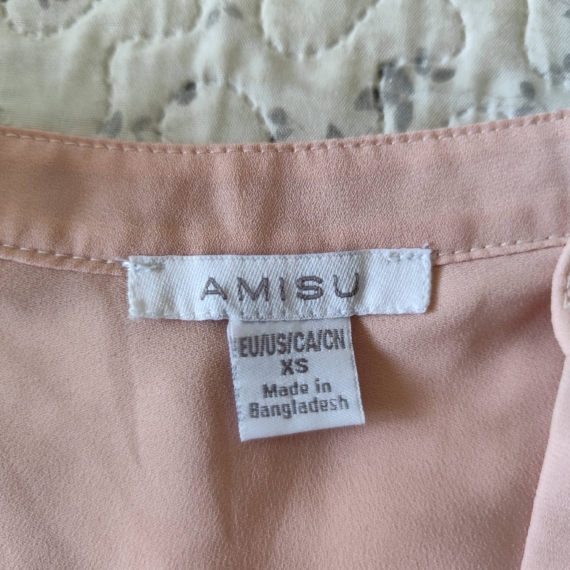 AMISU
EU/US/CA/CN
XS
Made in
Bangladesh